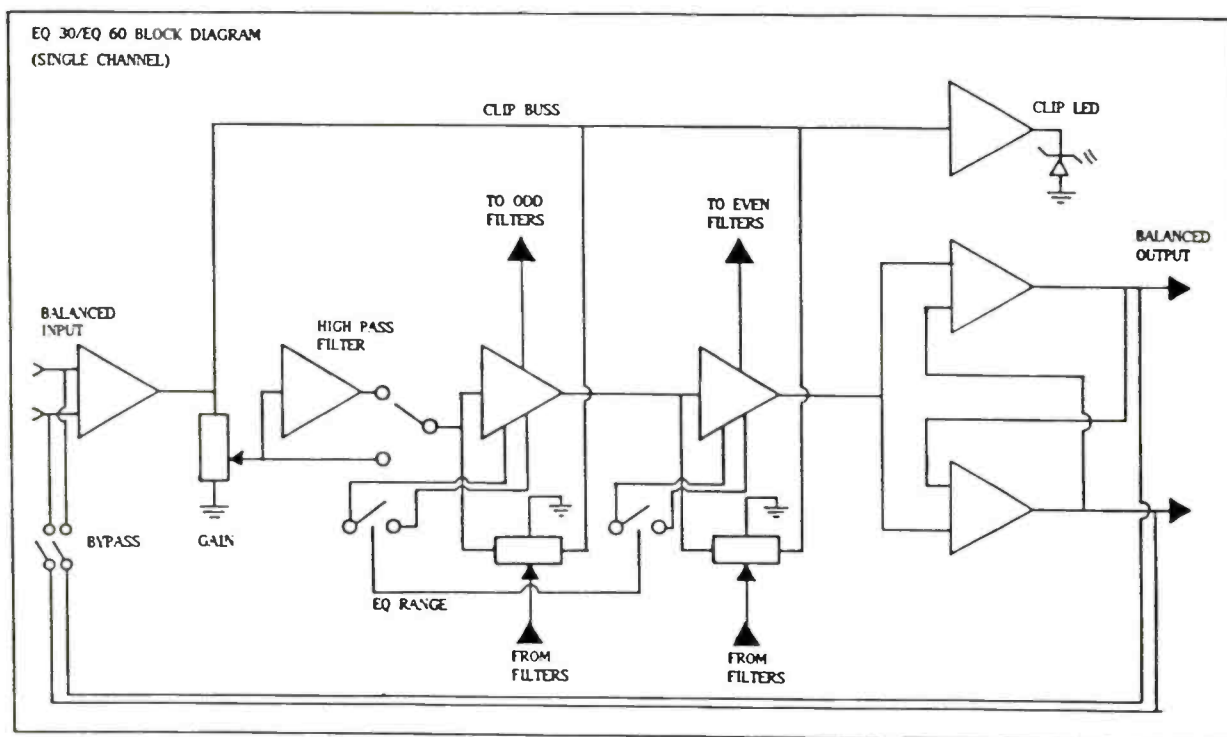 EQ 30/EQ 60 BLOCK DIAGRAM
(SINGLE CHANNEL)
CLIP BUSS
CLIP LED
TO ODD
FILTERS
TO EVEN
FILTERS
BALANCED
OUTPUT
BALANCED
INPUT
HIGH PASS
FILTER
BYPASS
GAIN
EQ RANGE
FROM
FILTERS
FROM
FILTERS